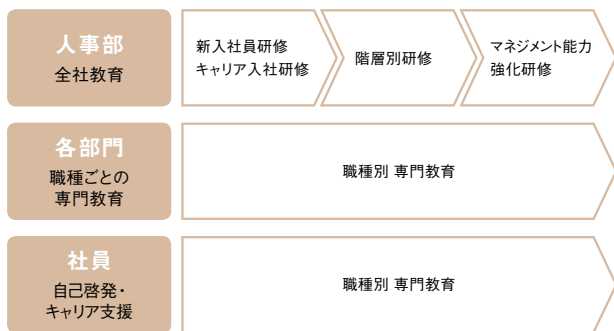 人事部
全社教育
新入社員研修
キャリア入社研修
階層別研修
マネジメント能力
強化研修
各部門
職種ごとの
専門教育
職種別 専門教育
社員
自己啓発・
キャリア支援
職種別 専門教育